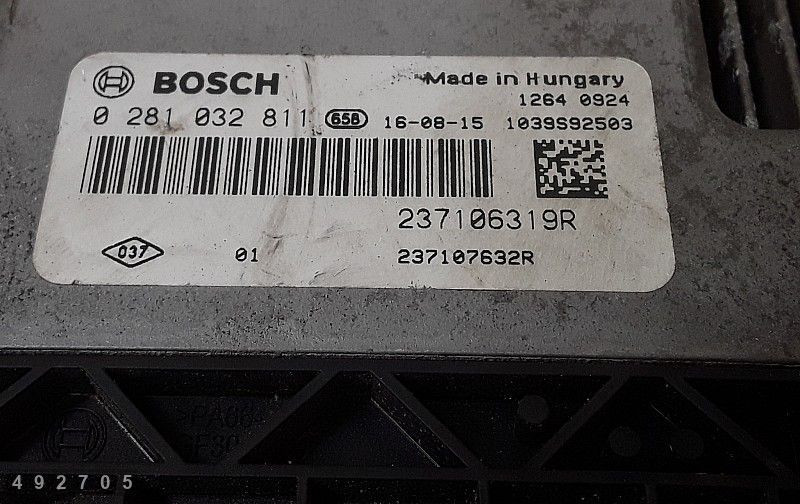 BOSCH
Made in Hungary
1264 0924
0 281 032 811 658 16-08-15 1039S92503
237106319R
037 01 237107632R
492705